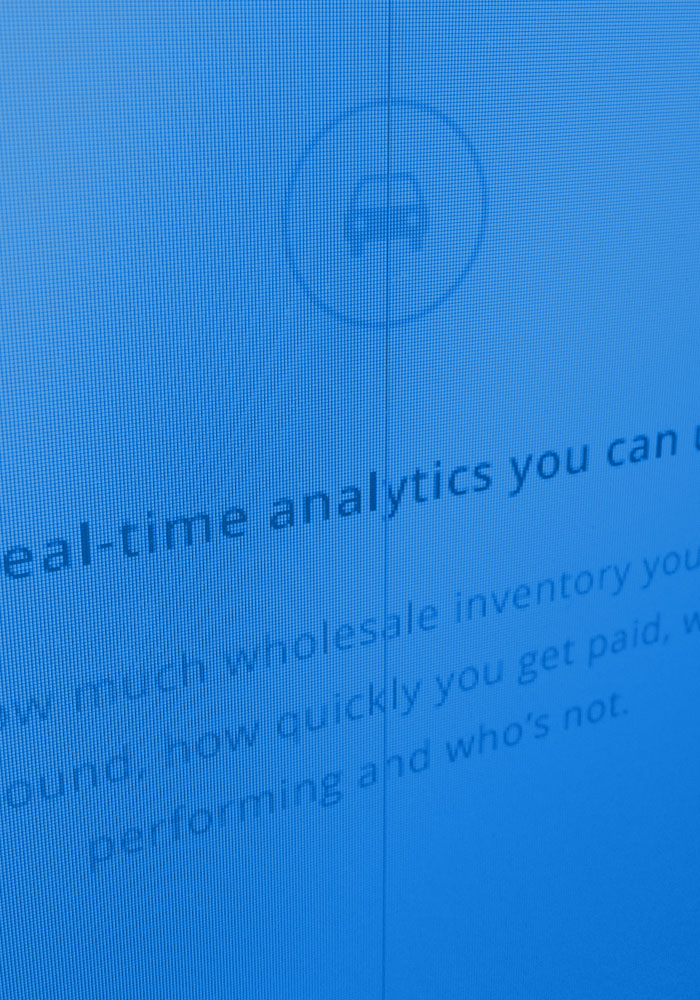 eal-time analytics you can
ow much wholesale inventory you
ound, how quickly you get paid, w
performing and who's not.